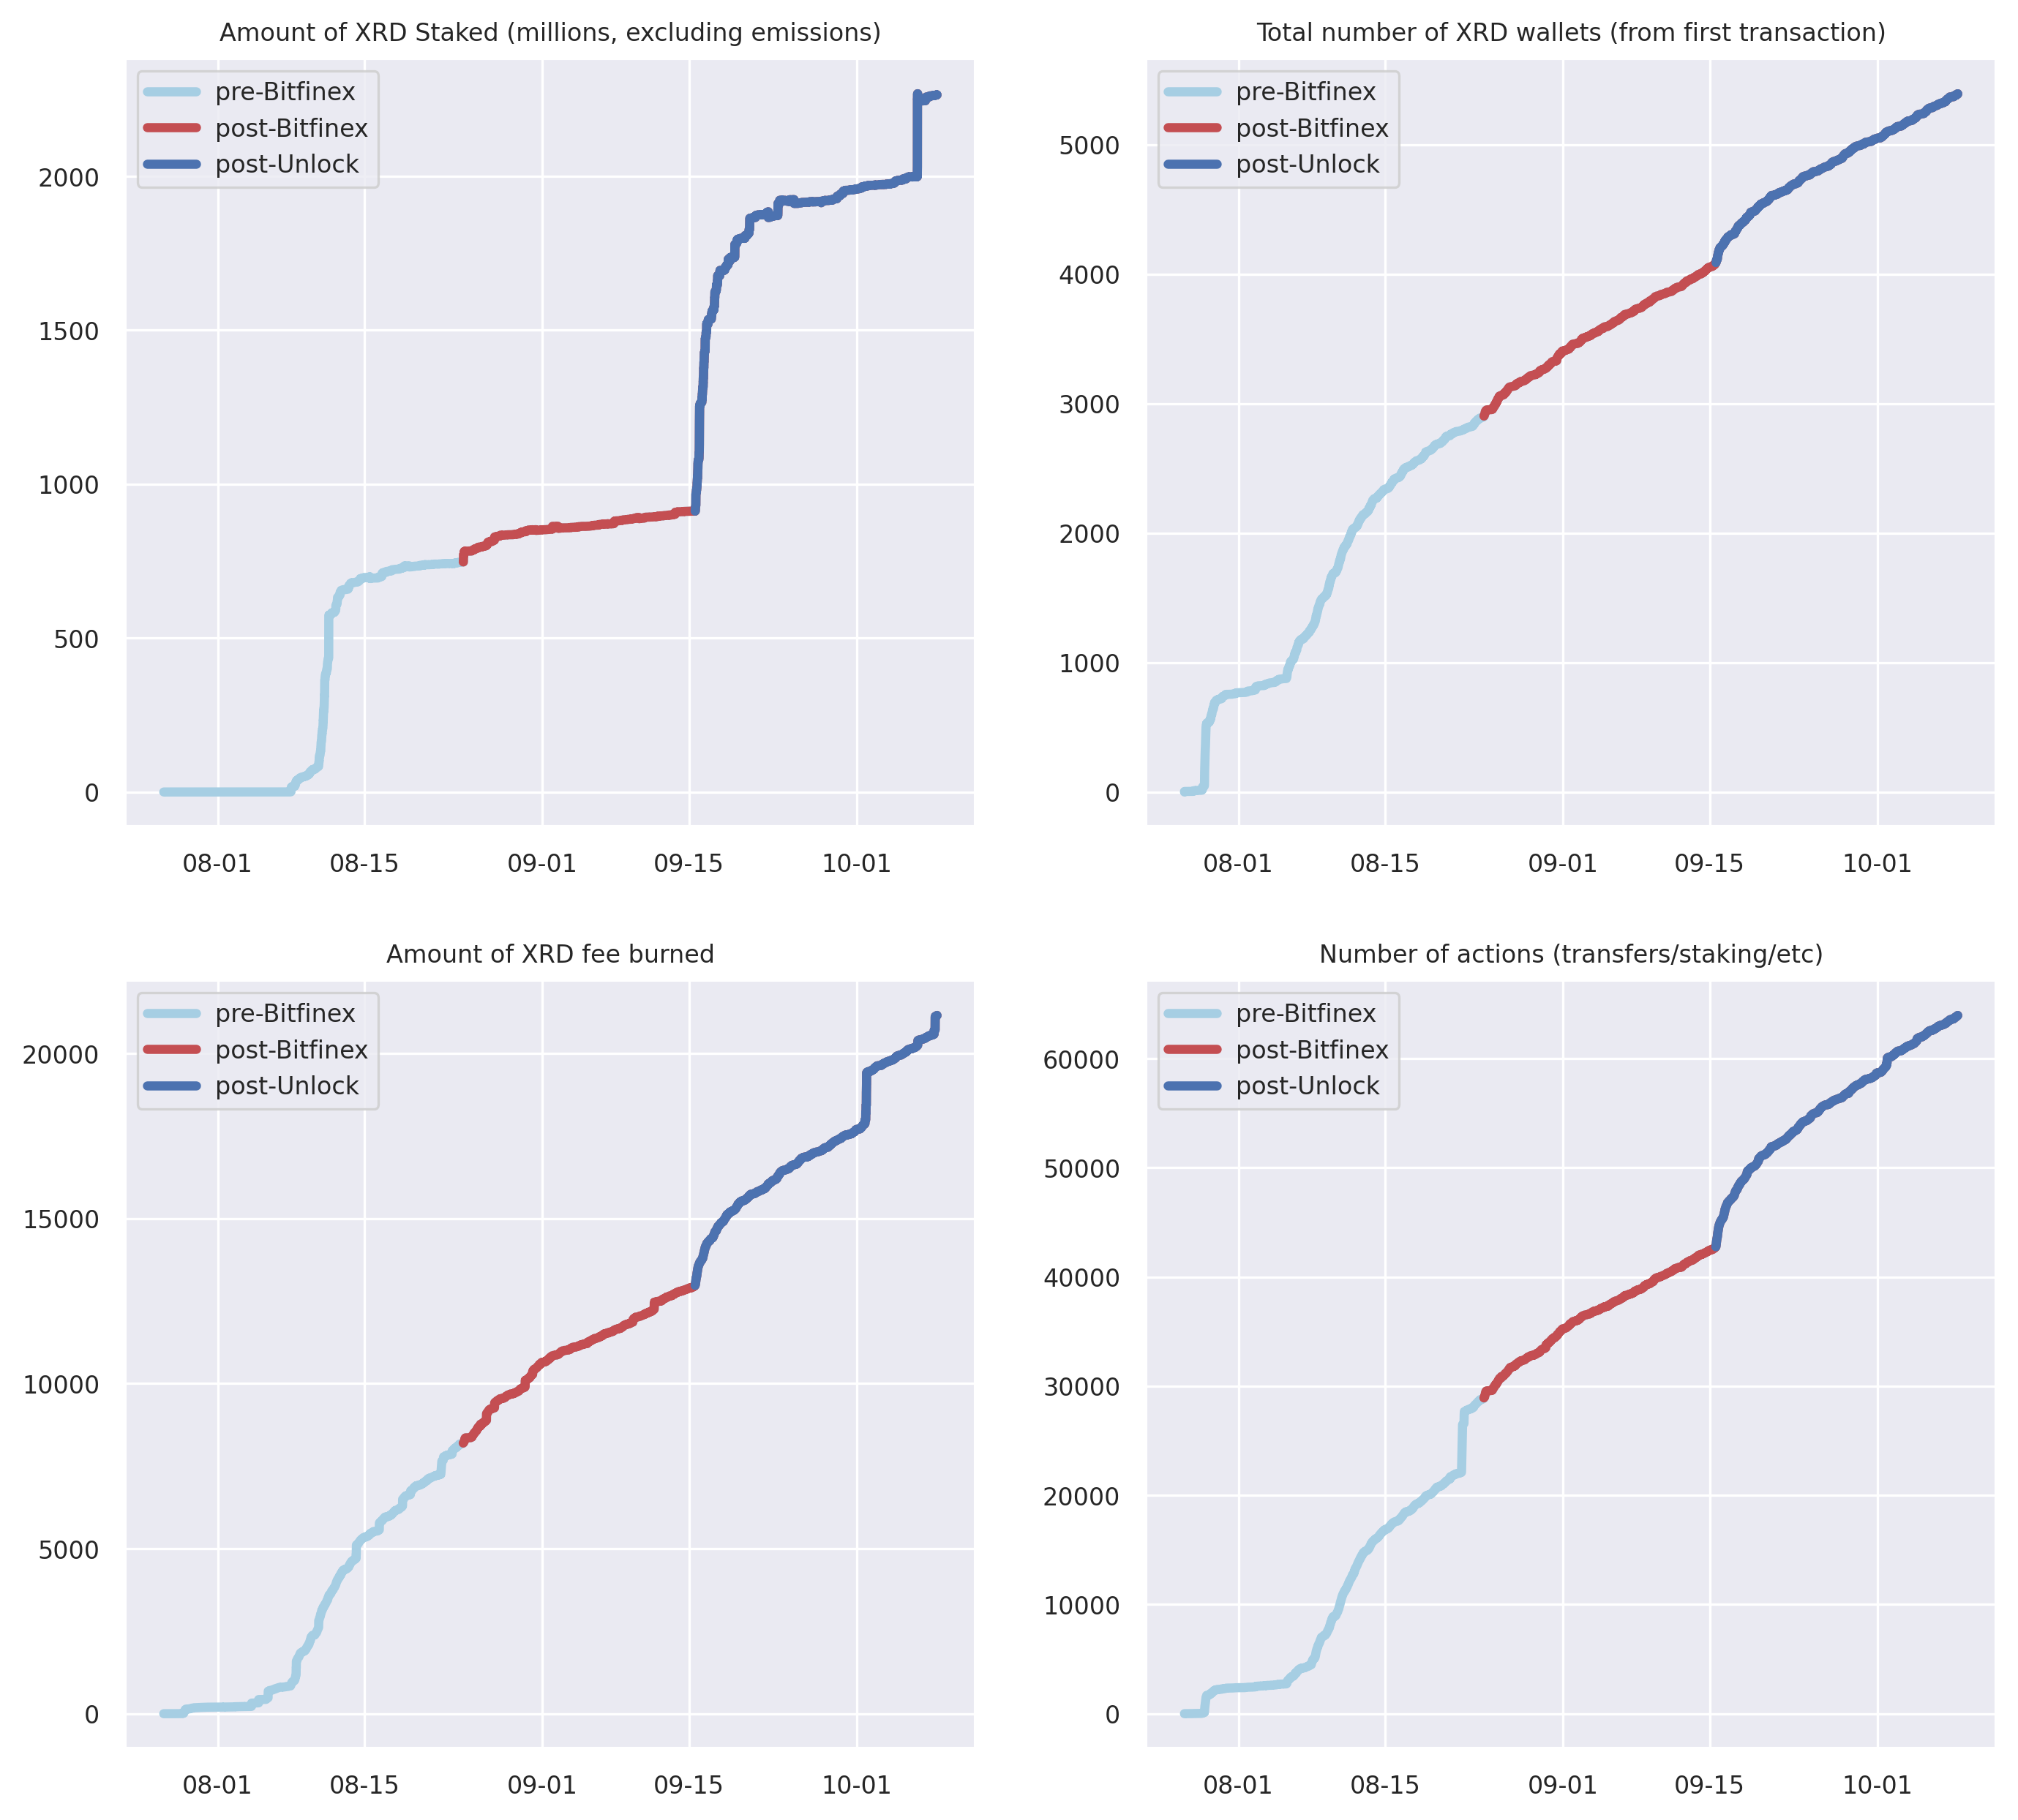 Amount of XRD Staked (millions, excluding emissions)
pre-Bitfinex
post-Bitfinex
post-Unlock
2000
1500
1000
500
0
08-01 08-15 09-01 09-15 10-01
Total number of XRD wallets (from first transaction)
pre-Bitfinex
post-Bitfinex
post-Unlock
5000
4000
3000
2000
1000
0
08-01 08-15 09-01 09-15 10-01
Amount of XRD fee burned
pre-Bitfinex
post-Bitfinex
post-Unlock
20000
15000
10000
5000
0
08-01 08-15 09-01 09-15 10-01
Number of actions (transfers/staking/etc)
pre-Bitfinex
post-Bitfinex
post-Unlock
60000
50000
40000
30000
20000
10000
0
08-01 08-15 09-01 09-15 10-01